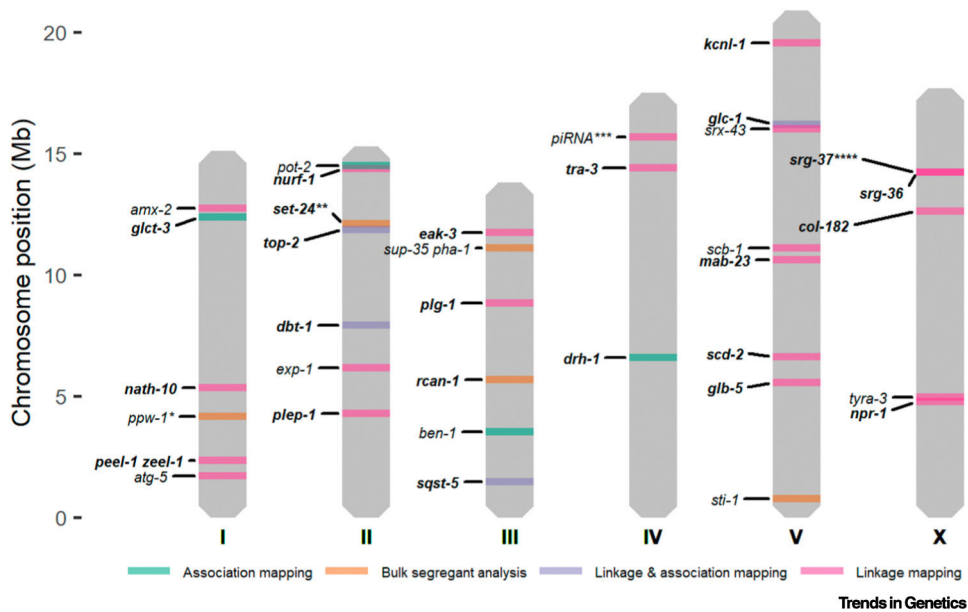 Chromosome position (Mb)
20
15
10
5
0
amx-2
glct-3
nath-10
ppw-1*
peel-1 zeel-1
atg-5
I
pot-2
nurf-1
set-24**
top-2
dbt-1
exp-1
plep-1
II
eak-3
sup-35 pha-1
plg-1
rcan-1
ben-1
sqst-5
III
piRNA***
tra-3
drh-1
IV
kcnl-1
glc-1
srx-43
scb-1
mab-23
scd-2
glb-5
sti-1
V
srg-37****
srg-36
col-182
tyra-3
npr-1
X
Association mapping
Bulk segregant analysis
Linkage & association mapping
Linkage mapping
Trends in Genetics